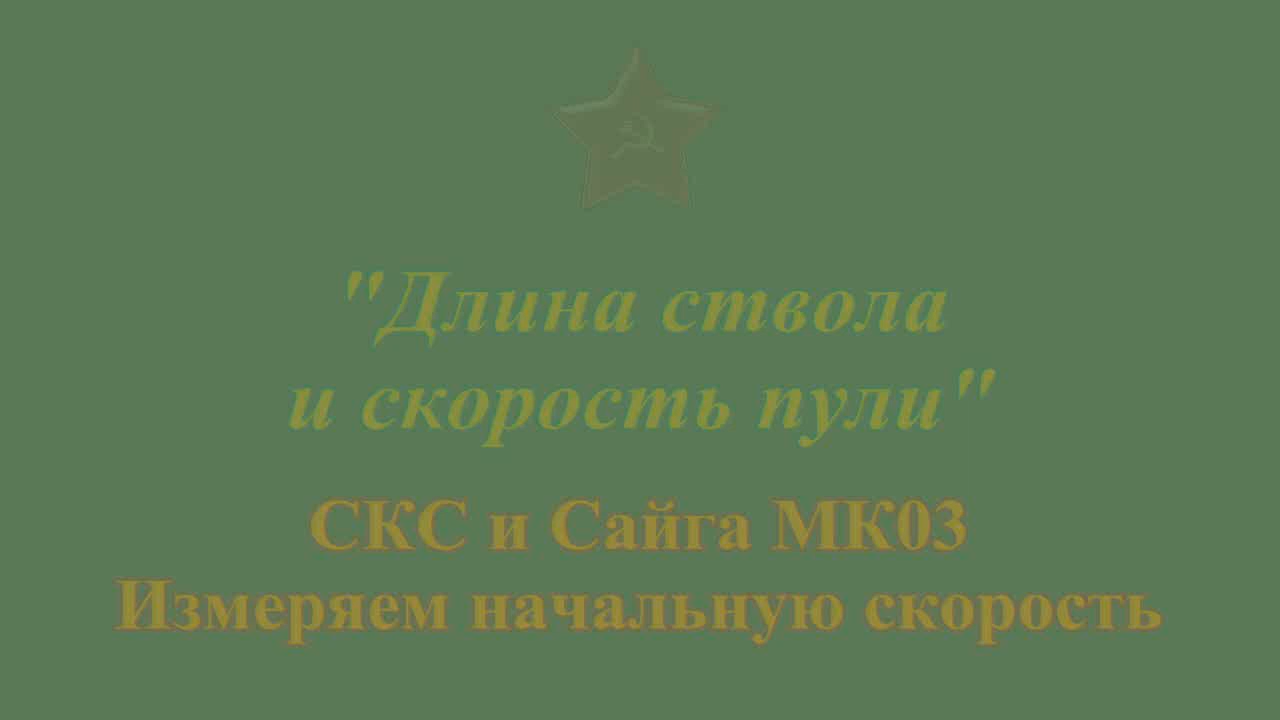 "Длина ствола
и скорость пули"
СКС и Сайга МК03
Измеряем начальную скорость